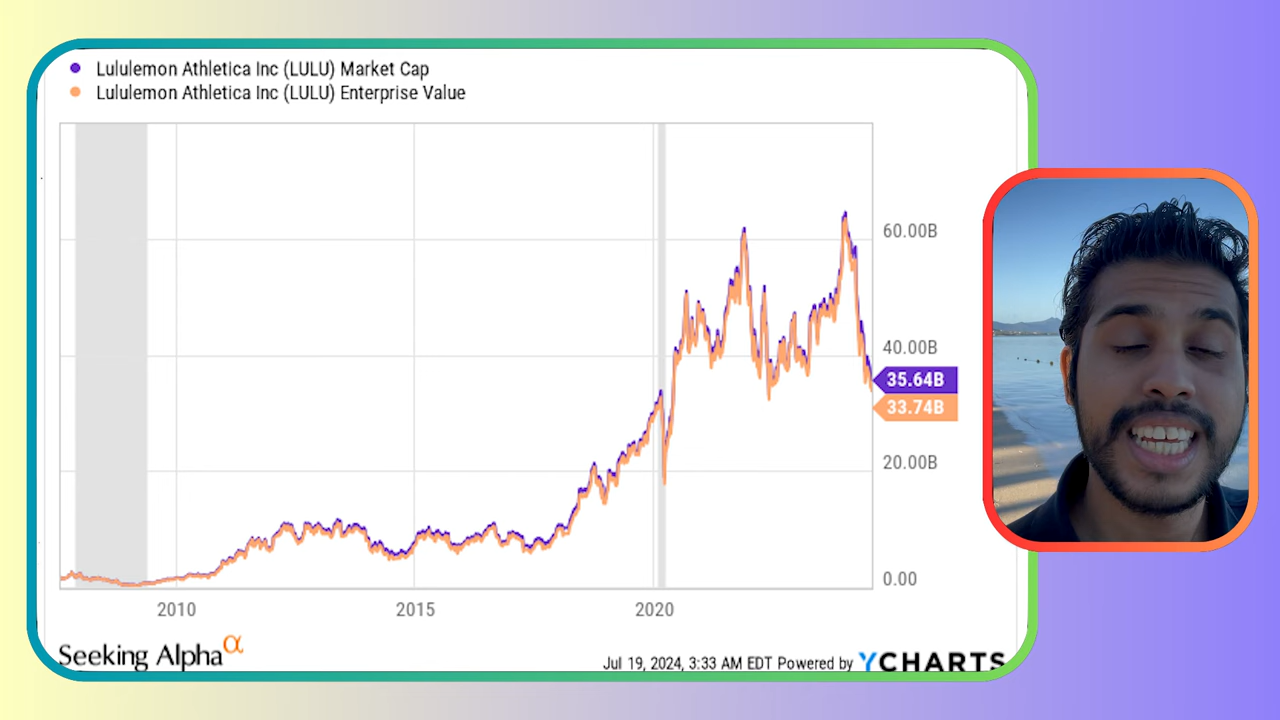 Lululemon Athletica Inc (LULU) Market Cap
Lululemon Athletica Inc (LULU) Enterprise Value
60.00B
40.00B
35.64B
33.74B
20.00B
0.00
2010 2015 2020
Seeking Alphaα
Jul 19, 2024, 3:33 AM EDT Powered by YCHARTS